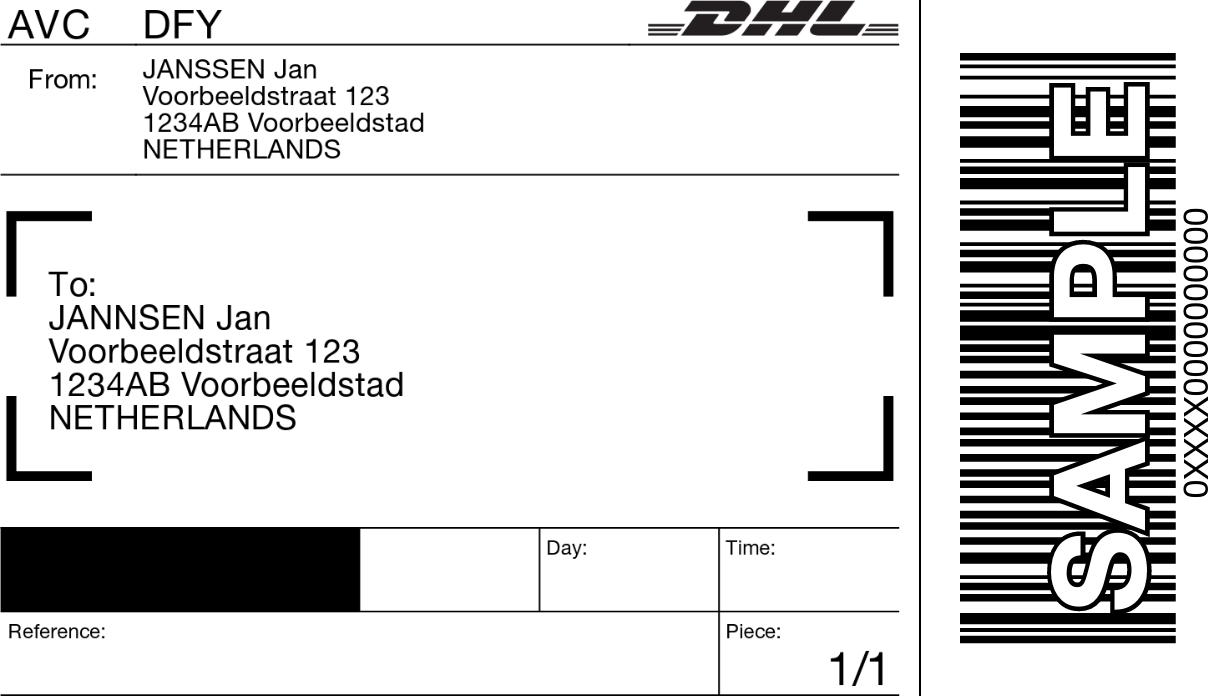 AVC DFY DHL
From:
JANSSEN Jan
Voorbeeldstraat 123
1234AB Voorbeeldstad
NETHERLANDS
To:
JANNSEN Jan
Voorbeeldstraat 123
1234AB Voorbeeldstad
NETHERLANDS
Day:
Time:
Reference:
Piece:
1/1
SAMPLE
0XXXX0000000000000